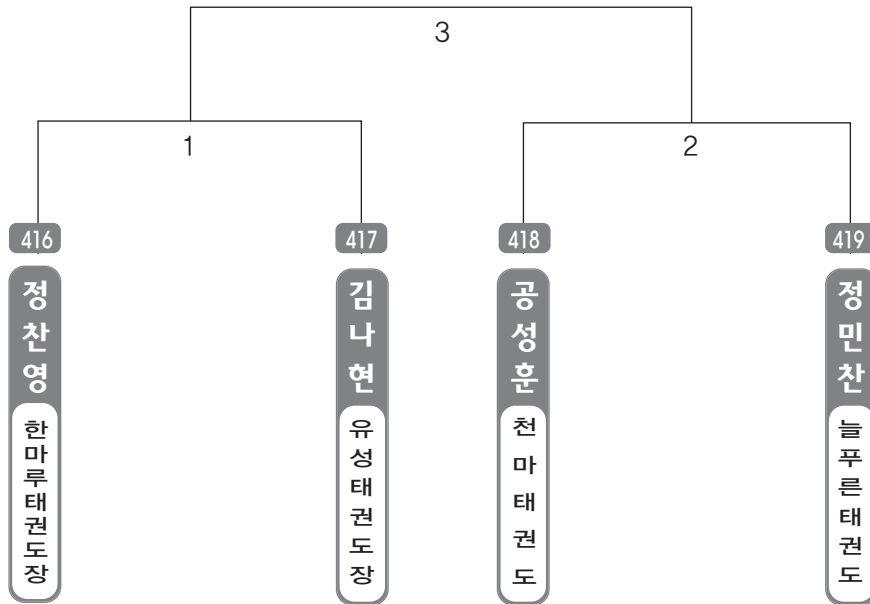 3
1
2
416
417
418
419
정찬영
김나현
공성훈
정민찬
한마루태권도장
유성태권도장
천마태권도
늘푸른태권도